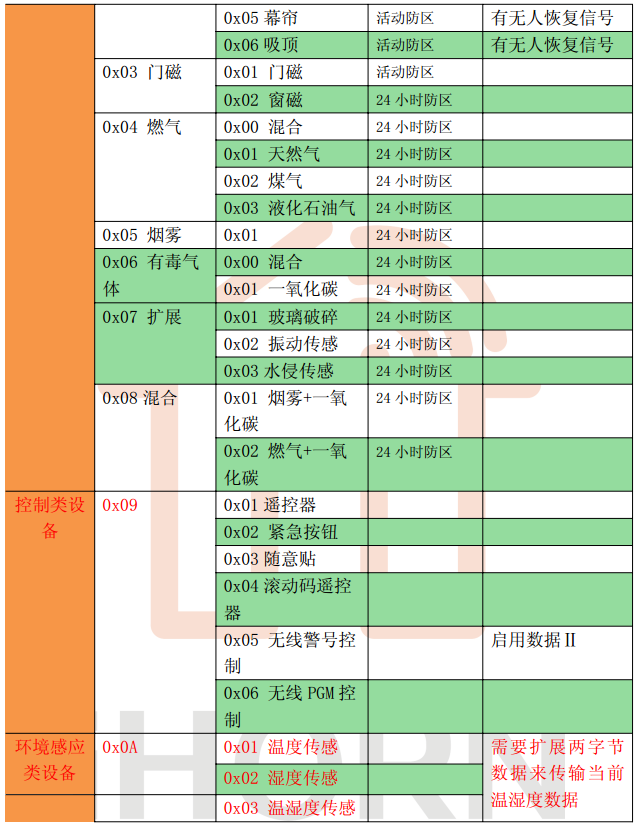 0x05 幕帘 活动防区 有无人恢复信号
0x06 吸顶 活动防区 有无人恢复信号
0x03 门磁 0x01 门磁 活动防区
0x02 窗磁 24 小时防区
0x04 燃气 0x00 混合 24 小时防区
0x01 天然气 24 小时防区
0x02 煤气 24 小时防区
0x03 液化石油气 24 小时防区
0x05 烟雾 0x01 24 小时防区
0x06 有毒气体 0x00 混合 24 小时防区
0x01 一氧化碳 24 小时防区
0x07 扩展 0x01 玻璃破碎 24 小时防区
0x02 振动传感 24 小时防区
0x03 水侵传感 24 小时防区
0x08 混合 0x01 烟雾+一氧化碳 24 小时防区
0x02 燃气+一氧化碳 24 小时防区
控制类设备 0x09 0x01 遥控器
0x02 紧急按钮
0x03 随意贴
0x04 滚动码遥控器
0x05 无线警号控制 启用数据Ⅱ
0x06 无线 PGM 控制
环境感应类设备 0x0A 0x01 温度传感 需要扩展两字节数据来传输当前温湿度数据
0x02 湿度传感
0x03 温湿度传感
HORN